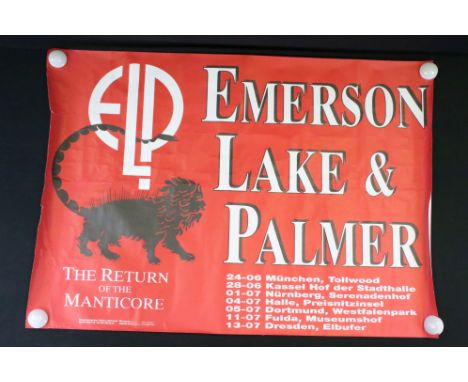 ELP
EMERSON
LAKE &
PALMER
THE RETURN
OF THE
MANTICORE
24-06 München, Tollwood
28-06 Kassel Hof der Stadthalle
01-07 Nürnberg, Serenadenhof
04-07 Halle, Preisnitzinsel
05-07 Dortmund, Westfalenpark
11-07 Fulda, Museumshof
13-07 Dresden, Elbufer